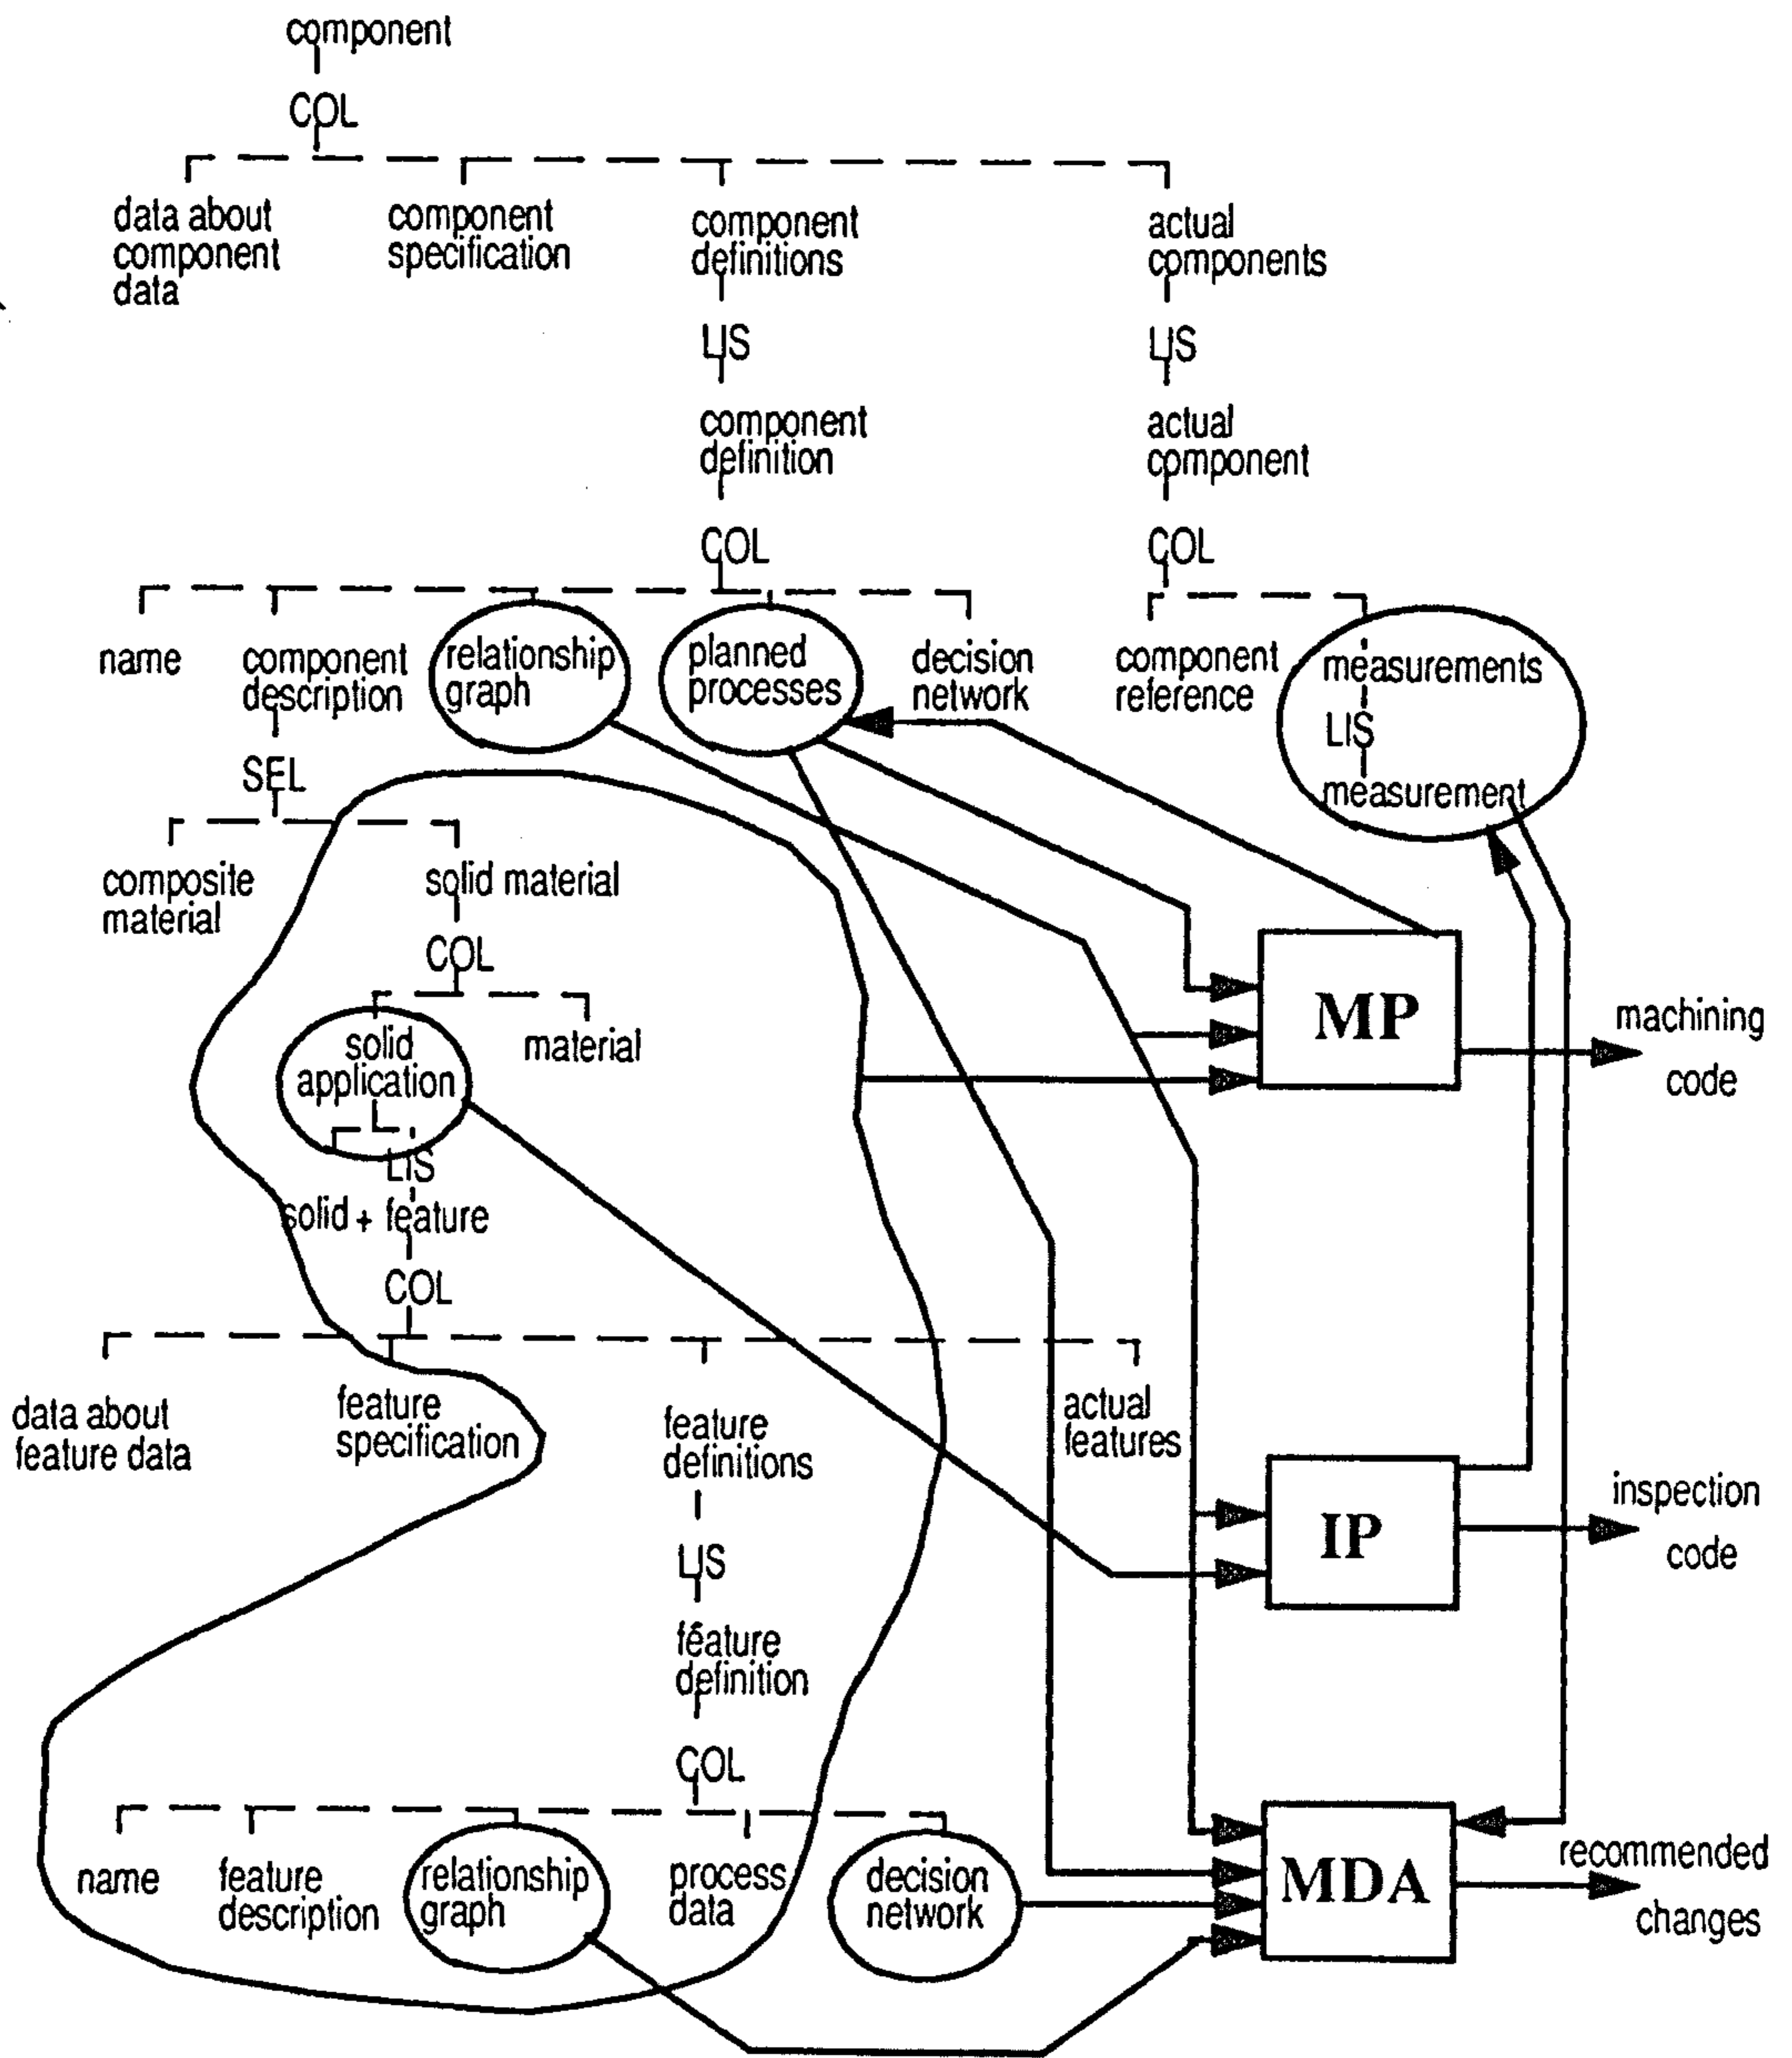 component
COL
data about
component
data
component
specification
component
definitions
actual
components
LIS
LIS
component
definition
actual
component
COL
COL
name
component
description
relationship
graph
planned
processes
decision
network
component
reference
measurements
LIS
measurement
SEL
composite
material
solid material
COL
solid
application
material
LIS
solid + feature
COL
MP
machining
code
data about
feature data
feature
specification
feature
definitions
actual
features
LIS
feature
definition
COL
IP
inspection
code
name
feature
description
relationship
graph
process
data
decision
network
MDA
recommended
changes